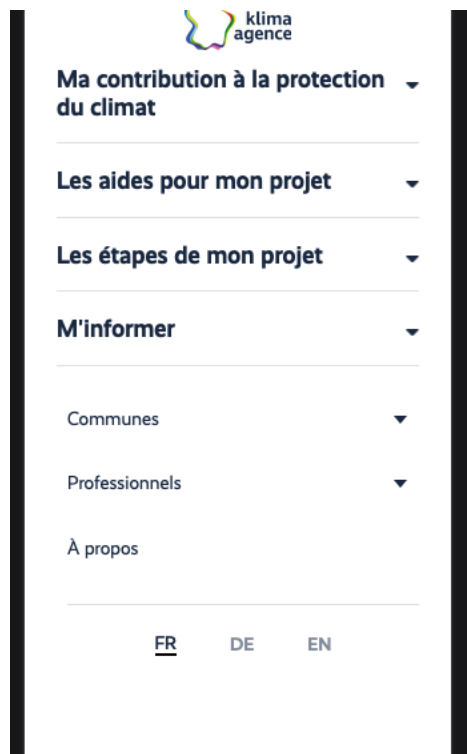 klima
agence
Ma contribution à la protection
du climat
Les aides pour mon projet
Les étapes de mon projet
M'informer
Communes
Professionnels
À propos
FR DE EN